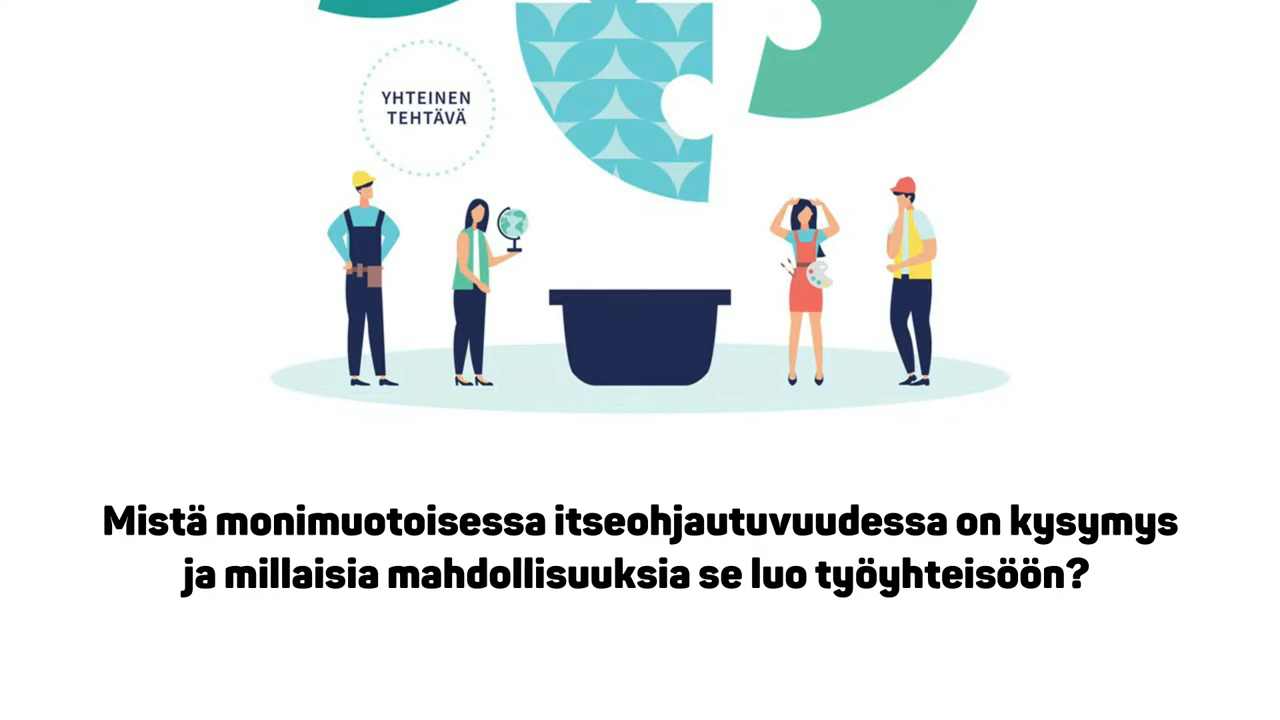 YHTEINEN
TEHTÄVÄ
Mistä monimuotoisessa itseohjautuvuudessa on kysymys
ja millaisia mahdollisuuksia se luo työyhteisöön?